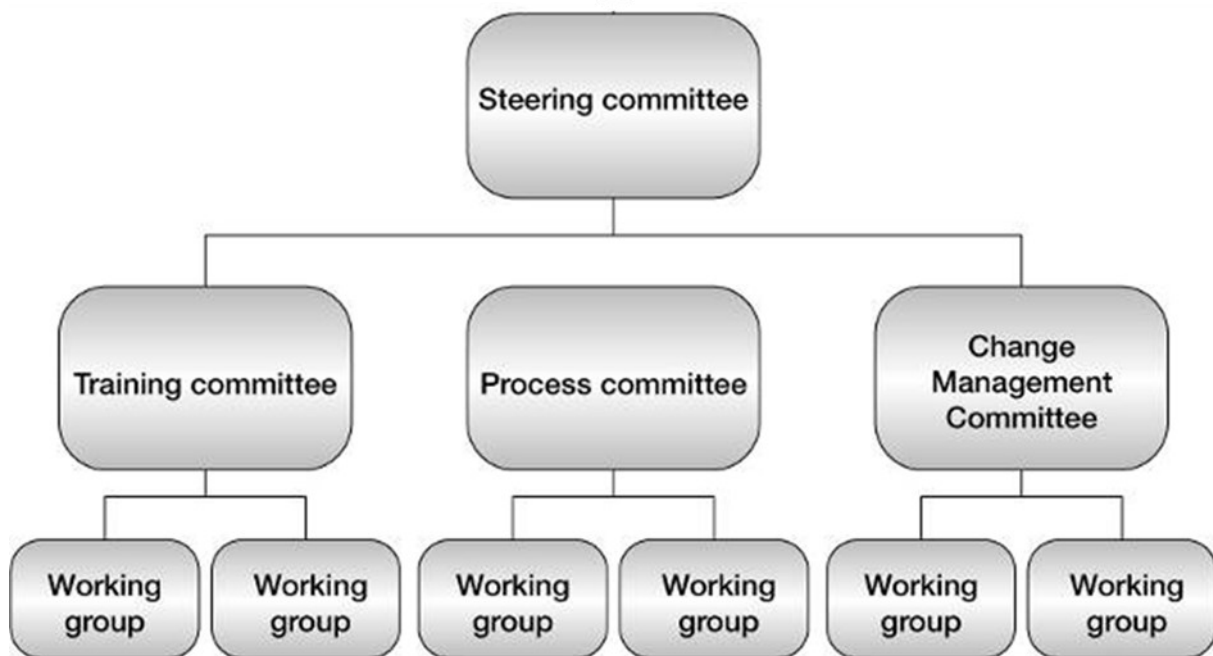 Steering committee
Training committee
Process committee
Change
Management
Committee
Working
group
Working
group
Working
group
Working
group
Working
group
Working
group